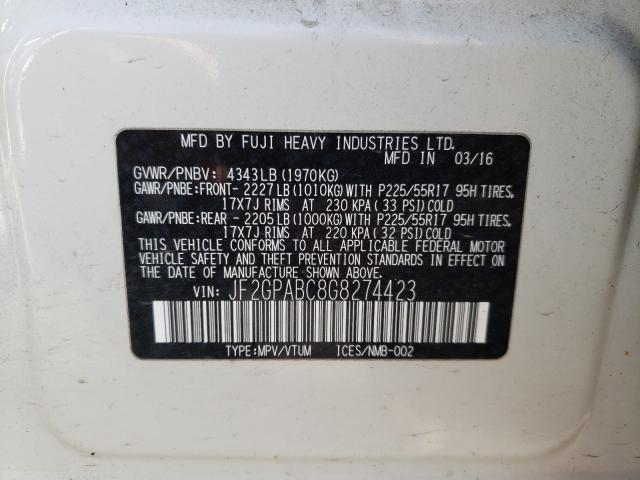 MFD BY FUJI HEAVY INDUSTRIES LTD.
MFD IN 03/16
GVWR/PNBV: 4343LB (1970KG)
GAWR/PNBE:FRONT- 2227LB(1010KG)WITH P225/55R17 95H TIRES,
17X7J RIMS AT 230 KPA(33 PSI)COLD
GAWR/PNBE:REAR - 2205LB(1000KG)WITH P225/55R17 95H TIRES,
17X7J RIMS AT 220 KPA(32 PSI)COLD
THIS VEHICLE CONFORMS TO ALL APPLICABLE FEDERAL MOTOR
VEHICLE SAFETY AND THEFT PREVENTION STANDARDS IN EFFECT
ON THE DATE OF MANUFACTURE SHOWN ABOVE.
VIN: JF2GPABC8G8274423
TYPE:MPV/VTUM ICES/NMB-002